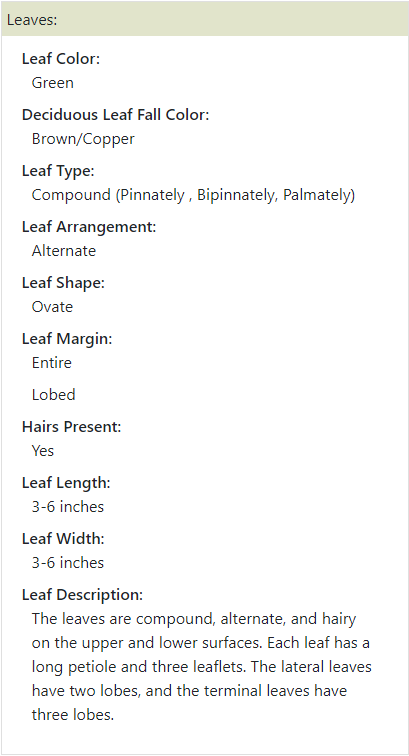 Leaves:
Leaf Color:
Green
Deciduous Leaf Fall Color:
Brown/Copper
Leaf Type:
Compound (Pinnately , Bipinnately, Palmately)
Leaf Arrangement:
Alternate
Leaf Shape:
Ovate
Leaf Margin:
Entire
Lobed
Hairs Present:
Yes
Leaf Length:
3-6 inches
Leaf Width:
3-6 inches
Leaf Description:
The leaves are compound, alternate, and hairy
on the upper and lower surfaces. Each leaf has a
long petiole and three leaflets. The lateral leaves
have two lobes, and the terminal leaves have
three lobes.